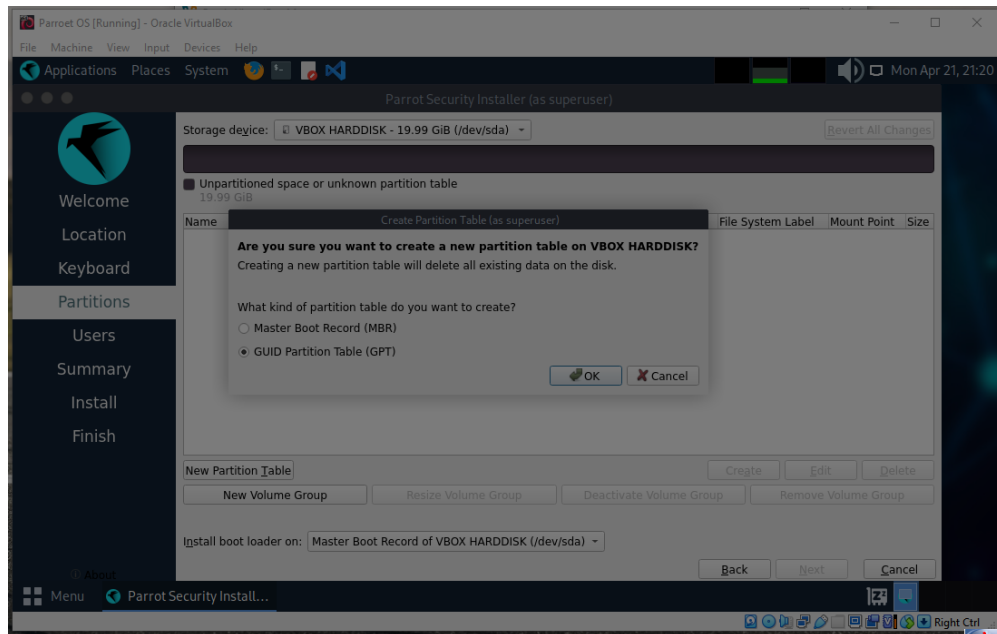 Parroet OS [Running] - Oracle VirtualBox
File Machine View Input Devices Help
Applications Places System Mon Apr 21, 21:20
Parrot Security Installer (as superuser)
Welcome
Location
Keyboard
Partitions
Users
Summary
Install
Finish
About
Storage device: VBOX HARDDISK - 19.99 GiB (/dev/sda) Revert All Changes
Unpartitioned space or unknown partition table
19.99 GiB
Name File System Label Mount Point Size
Create Partition Table (as superuser)
Are you sure you want to create a new partition table on VBOX HARDDISK?
Creating a new partition table will delete all existing data on the disk.
What kind of partition table do you want to create?
Master Boot Record (MBR)
GUID Partition Table (GPT)
OK Cancel
New Partition Table Create Edit Delete
New Volume Group Resize Volume Group Deactivate Volume Group Remove Volume Group
Install boot loader on: Master Boot Record of VBOX HARDDISK (/dev/sda)
Back Next Cancel
Menu Parrot Security Install...
Right Ctrl